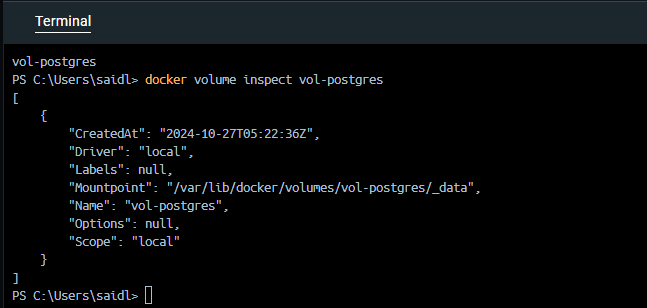 Terminal
vol-postgres
PS C:\Users\saidl> docker volume inspect vol-postgres
[
    {
        "CreatedAt": "2024-10-27T05:22:36Z",
        "Driver": "local",
        "Labels": null,
        "Mountpoint": "/var/lib/docker/volumes/vol-postgres/_data",
        "Name": "vol-postgres",
        "Options": null,
        "Scope": "local"
    }
]
PS C:\Users\saidl>